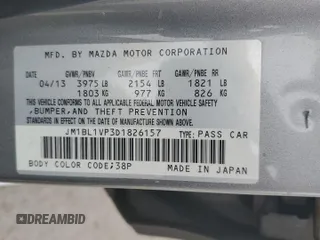 MFD. BY MAZDA MOTOR CORPORATION
GVWR/PNBV GAWR/PNBE FR GAWR/PNBE RR
04/13 3975 LB 2154 LB 1821 LB
1803 KG 977 KG 826 KG
THIS VEHICLE CONFORMS TO ALL APPLICABLE FEDERAL MOTOR VEHICLE SAFETY
, BUMPER, AND THEFT PREVENTION STANDARDS IN EFFECT ON THE DATE OF MANUFACTURE SHOWN ABOVE.
JM1BL1VP3D1826157 TYPE: PASS CAR
BODY COLOR CODE; 38P MADE IN JAPAN
DREAMBID